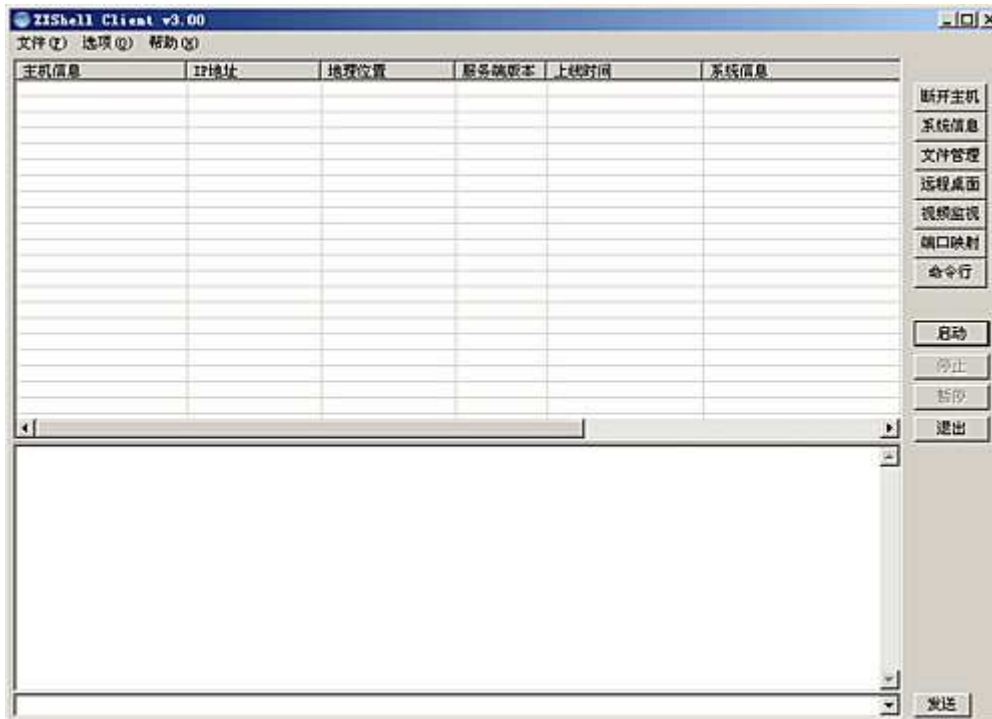 ZXShell Client v3.00
文件(F) 选项(O) 帮助(X)
主机信息 IP地址 地理位置 服务端版本 上线时间 系统信息
断开主机
系统信息
文件管理
远程桌面
视频监视
端口映射
命令行
启动
停止
暂停
退出
发送